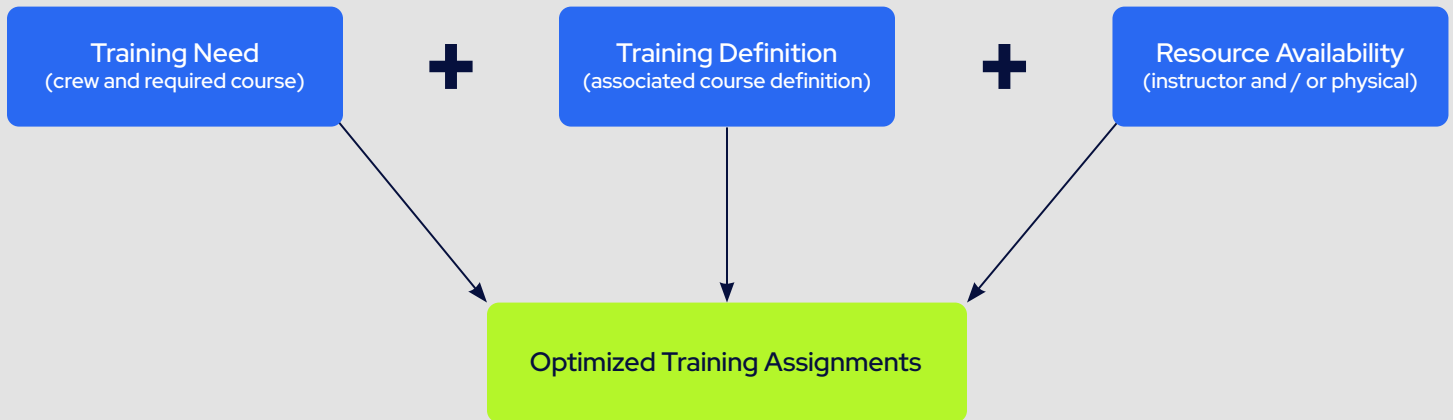 Training Need
(crew and required course)
Training Definition
(associated course definition)
Resource Availability
(instructor and / or physical)
Optimized Training Assignments